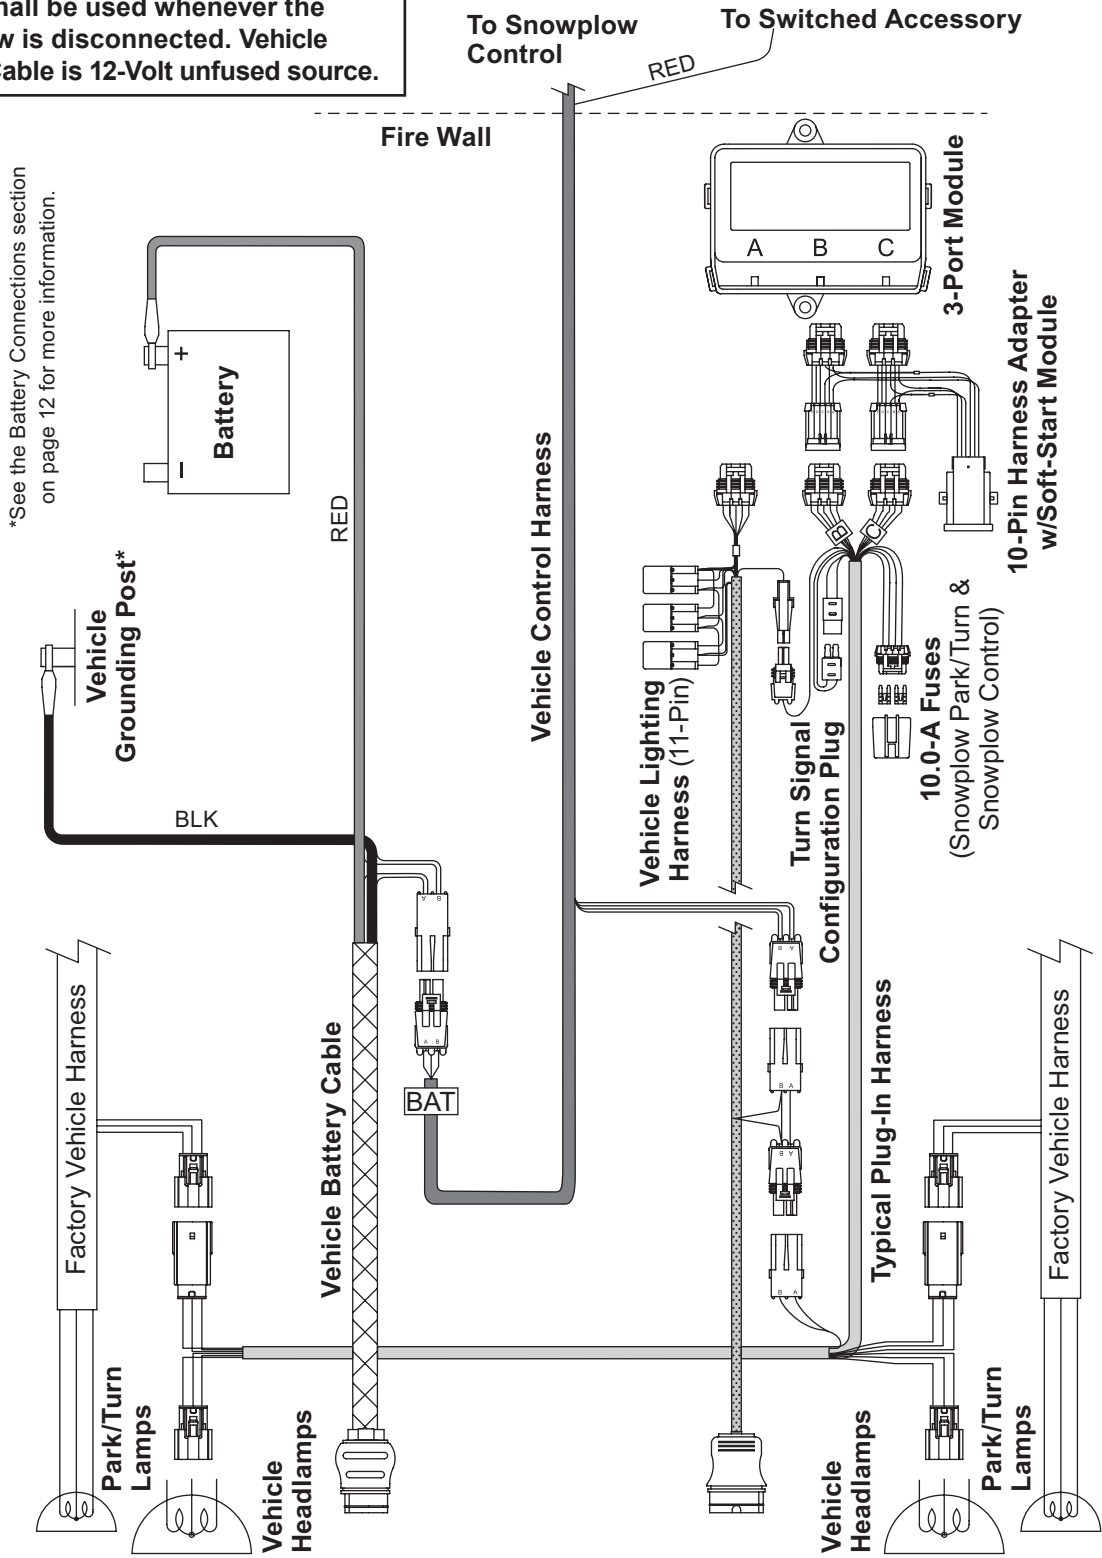 hall be used whenever the
w is disconnected. Vehicle
Cable is 12-Volt unfused source.
To Snowplow
Control
To Switched Accessory
RED
Fire Wall
*See the Battery Connections section
on page 12 for more information.
Vehicle
Grounding Post*
Battery
+
-
RED
BLK
3-Port Module
A
B
C
10-Pin Harness Adapter
w/Soft-Start Module
Vehicle Control Harness
Vehicle Lighting
Harness (11-Pin)
B
C
Turn Signal
Configuration Plug
10.0-A Fuses
(Snowplow Park/Turn &
Snowplow Control)
A
B
A
B
BAT
B
A
B
A
B
A
B
A
Factory Vehicle Harness
Vehicle Battery Cable
Typical Plug-In Harness
Factory Vehicle Harness
Park/Turn
Lamps
Vehicle
Headlamps
Vehicle
Headlamps
Park/Turn
Lamps